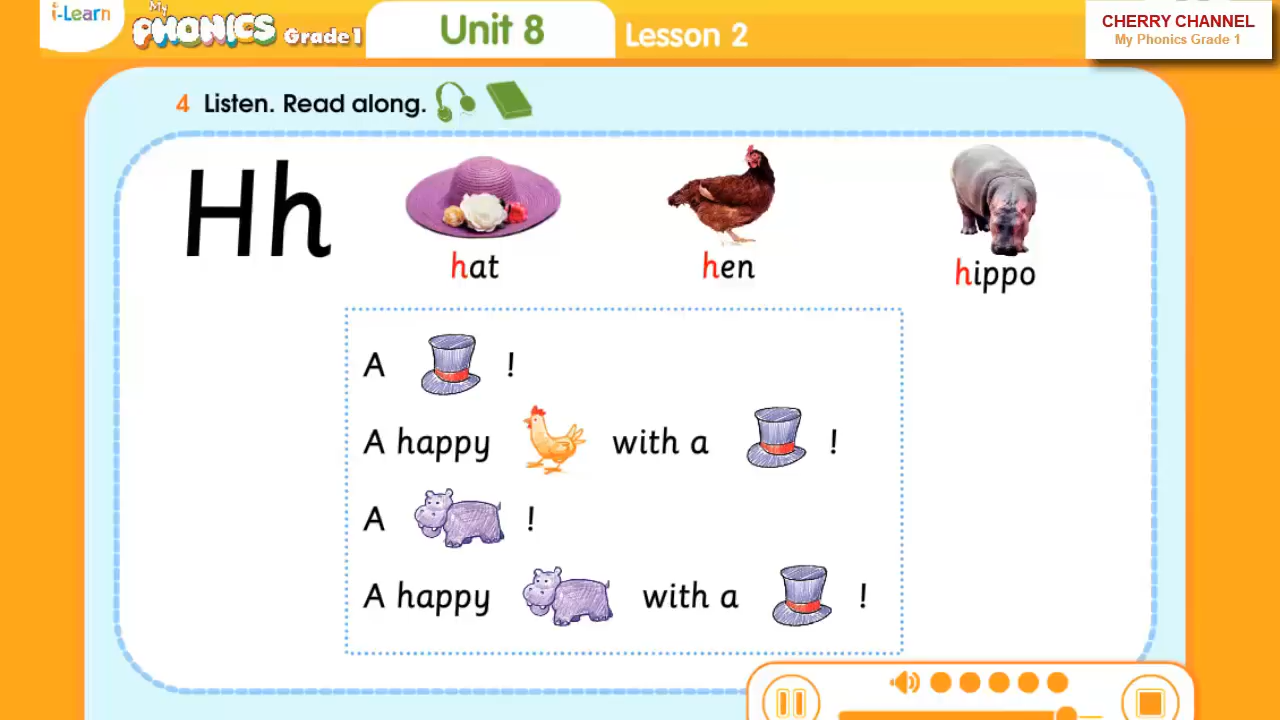 i-Learn
My
PHONICS Grade 1
Unit 8
Lesson 2
CHERRY CHANNEL
My Phonics Grade 1
4 Listen. Read along.
Hh
hat
hen
hippo
A !
A happy with a !
A !
A happy with a !